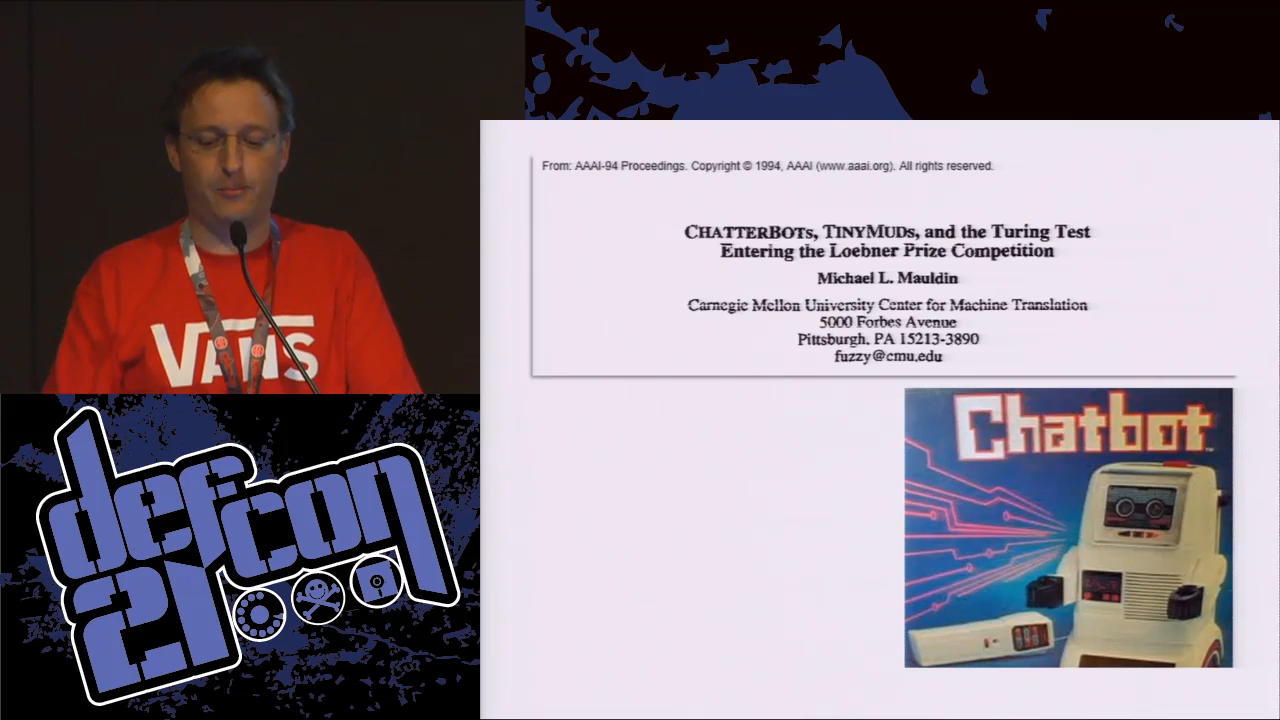 From: AAAI-94 Proceedings. Copyright © 1994, AAAI (www.aaai.org). All rights reserved.
CHATTERBOTS, TINYMUDS, and the Turing Test
Entering the Loebner Prize Competition
Michael L. Mauldin
Carnegie Mellon University Center for Machine Translation
5000 Forbes Avenue
Pittsburgh, PA 15213-3890
fuzzy@cmu.edu
Chatbot
VANS
defcon
21